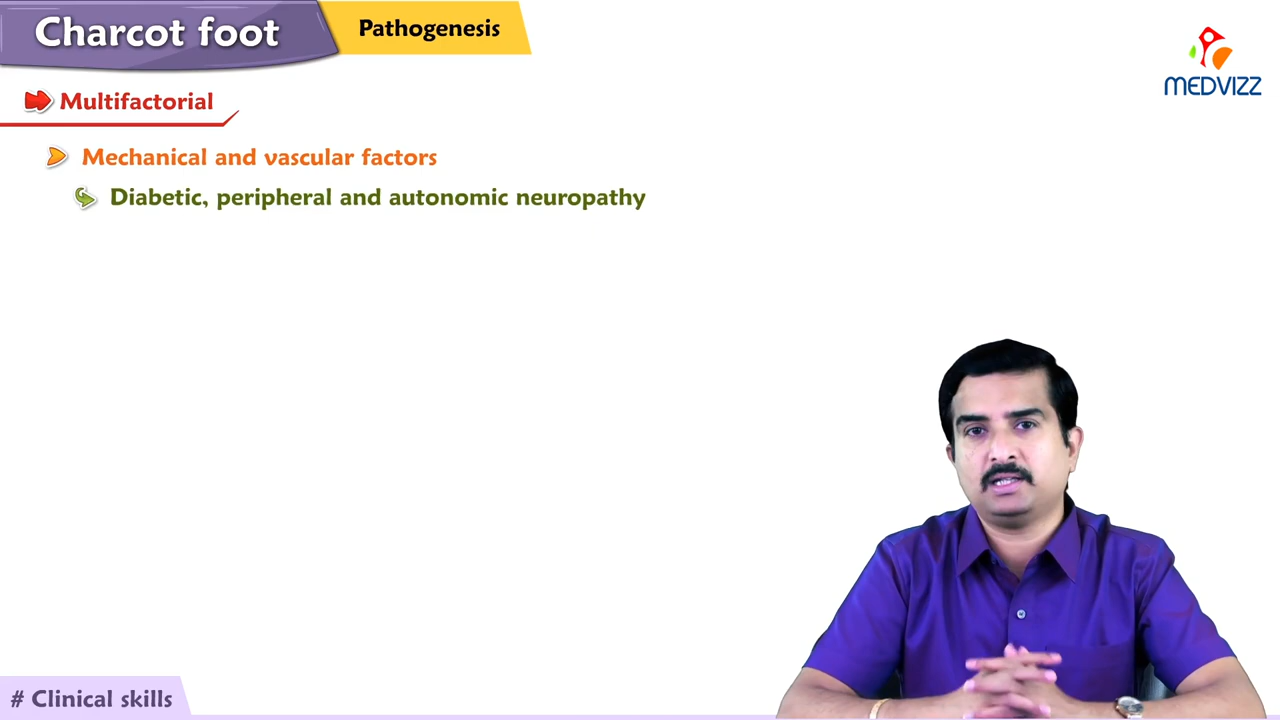 Charcot foot
Pathogenesis
MEDVIZZ
Multifactorial
Mechanical and vascular factors
Diabetic, peripheral and autonomic neuropathy
# Clinical skills